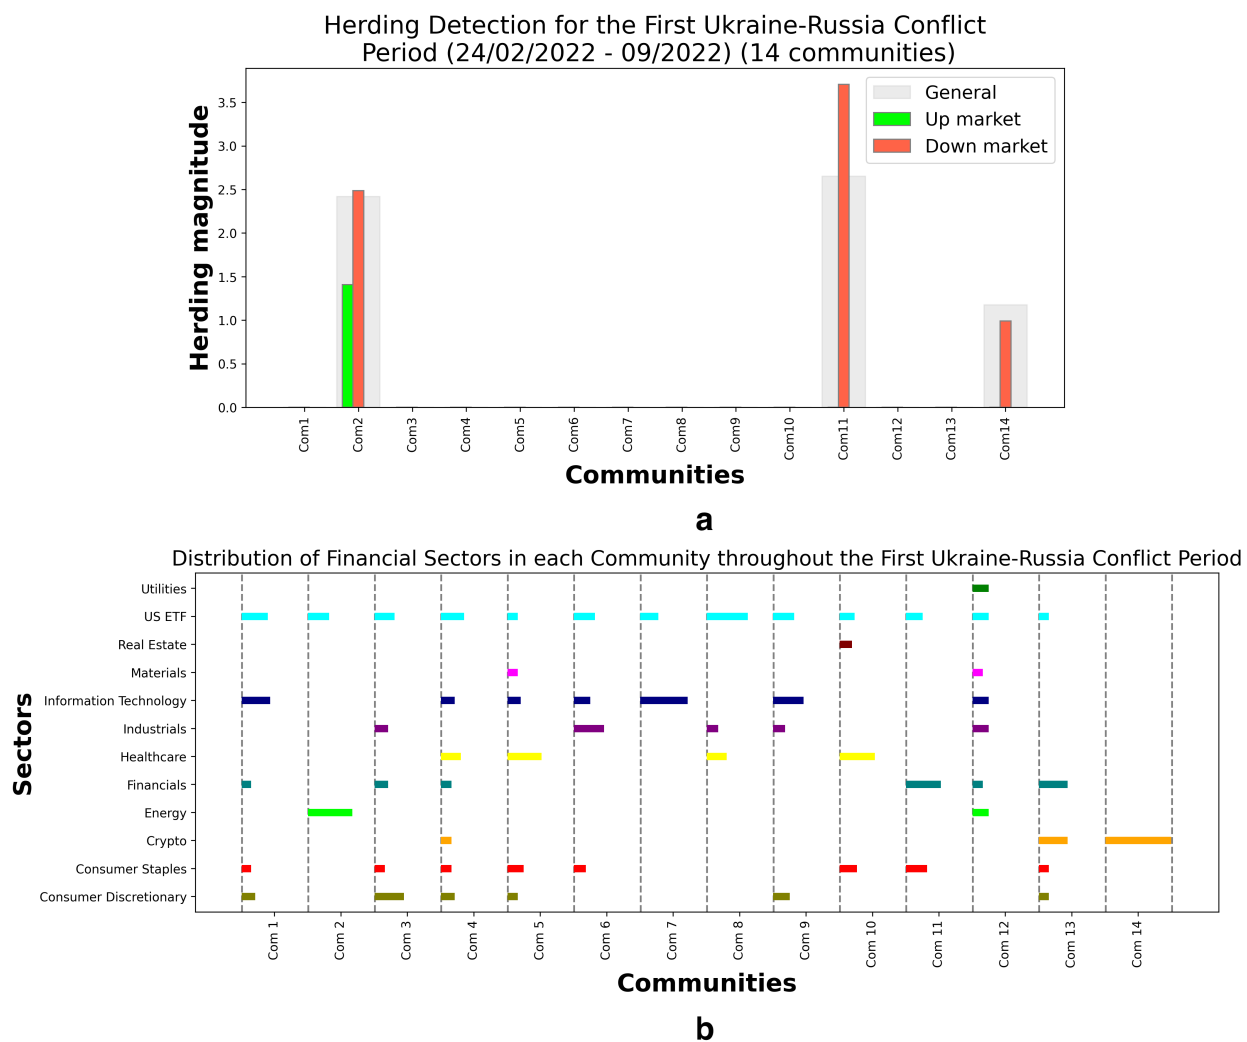 Herding Detection for the First Ukraine-Russia Conflict
Period (24/02/2022 - 09/2022) (14 communities)
General
Up market
Down market
Herding magnitude
3.5
3.0
2.5
2.0
1.5
1.0
0.5
0.0
Com1
Com2
Com3
Com4
Com5
Com6
Com7
Com8
Com9
Com10
Com11
Com12
Com13
Com14
Communities
a
Distribution of Financial Sectors in each Community throughout the First Ukraine-Russia Conflict Period
Sectors
Utilities
US ETF
Real Estate
Materials
Information Technology
Industrials
Healthcare
Financials
Energy
Crypto
Consumer Staples
Consumer Discretionary
Com 1
Com 2
Com 3
Com 4
Com 5
Com 6
Com 7
Com 8
Com 9
Com 10
Com 11
Com 12
Com 13
Com 14
Communities
b